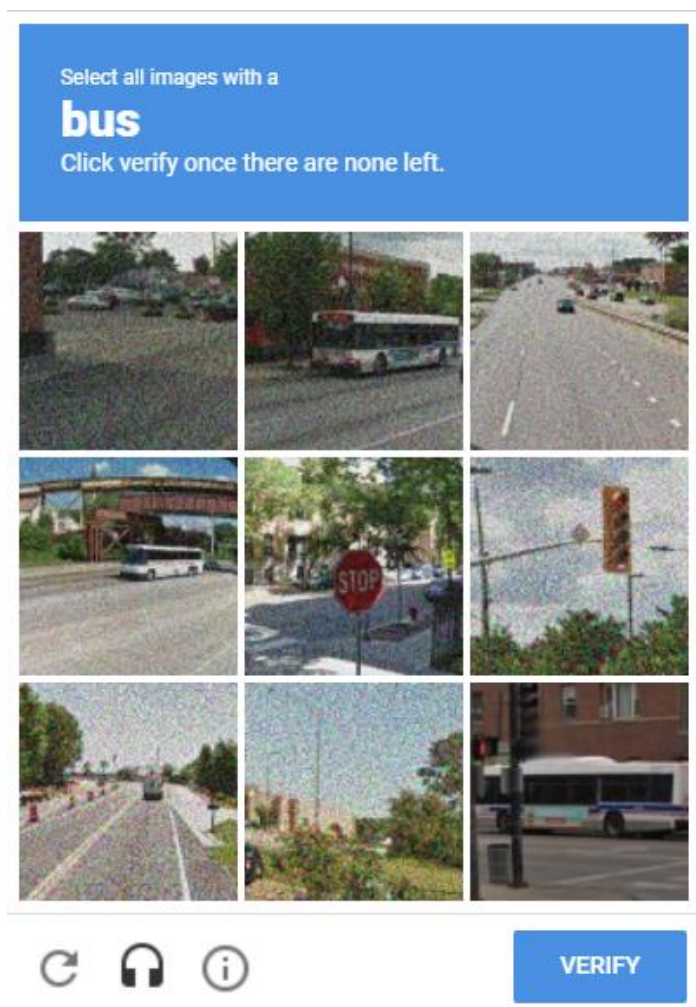 Select all images with a
bus
Click verify once there are none left.
STOP
VERIFY